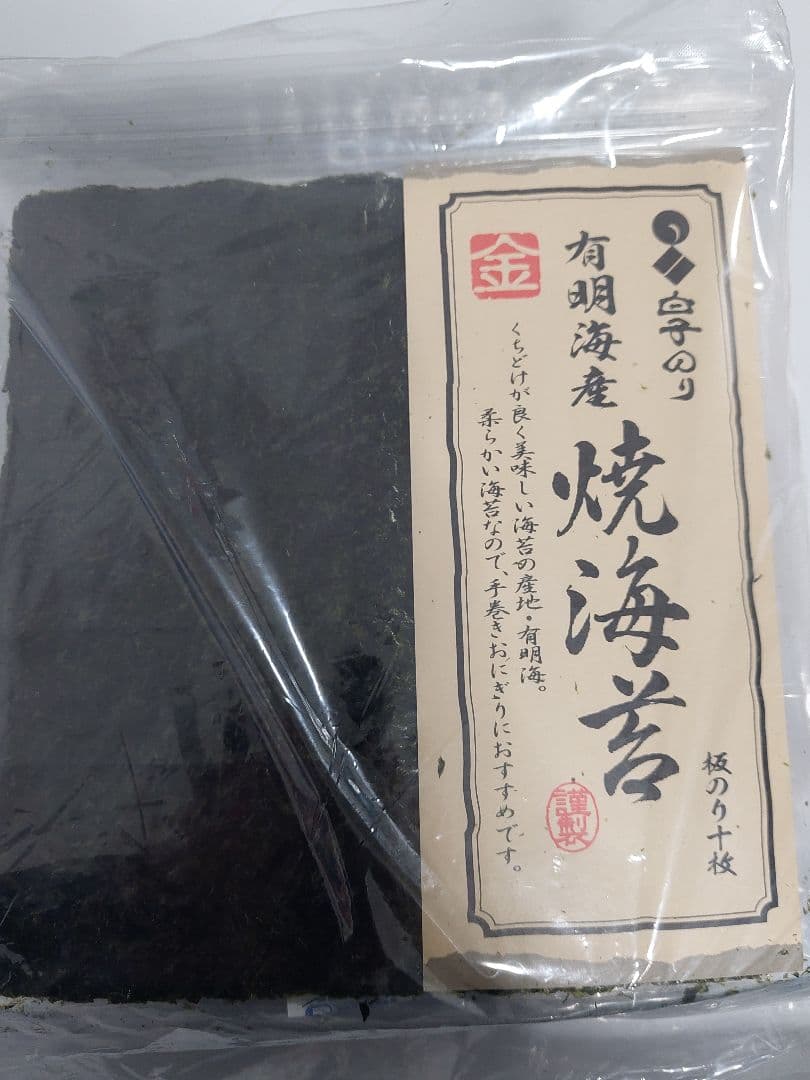 白子のり
有明海産
焼海苔
板のり十枚
金
くちどけが良く美味しい海苔の産地・有明海。
柔らかい海苔なので、手巻きおにぎりにおすすめです。
謹製